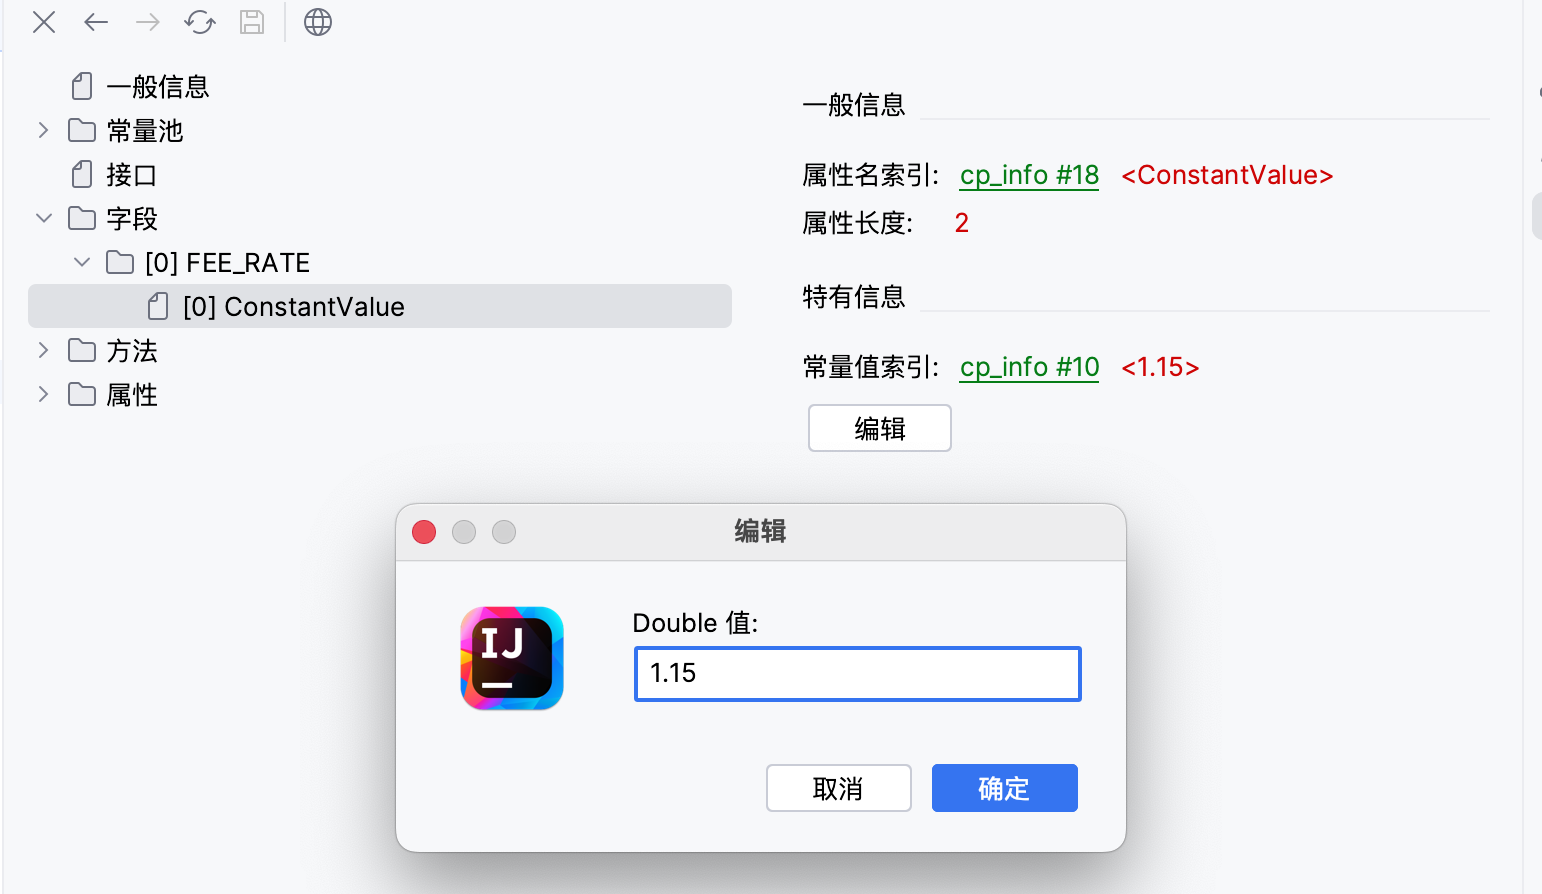 一般信息
常量池
接口
字段
[0] FEE_RATE
[0] ConstantValue
方法
属性
一般信息
属性名索引: cp_info #18 <ConstantValue>
属性长度: 2
特有信息
常量值索引: cp_info #10 <1.15>
编辑
编辑
IJ
Double 值:
1.15
取消
确定